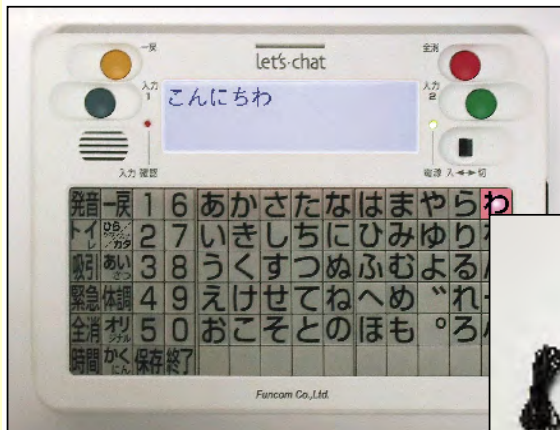 一戻
let's・chat
全消
入力
1
こんにちわ
入力
2
入力 確認
電源 入◀▶切
発音 一戻 1 6 あ か さ た な は ま や ら わ
トイレ ひら/カタ 2 7 い き し ち に ひ み ゆ り
吸引 あいさつ 3 8 う く す つ ぬ ふ む よ る
緊急 体調 4 9 え け せ て ね へ め ゛ れ
全消 オリジナル 5 0 お こ そ と の ほ も ゜ ろ
時間 かくにん 保存 終了
Funcom Co.,Ltd.